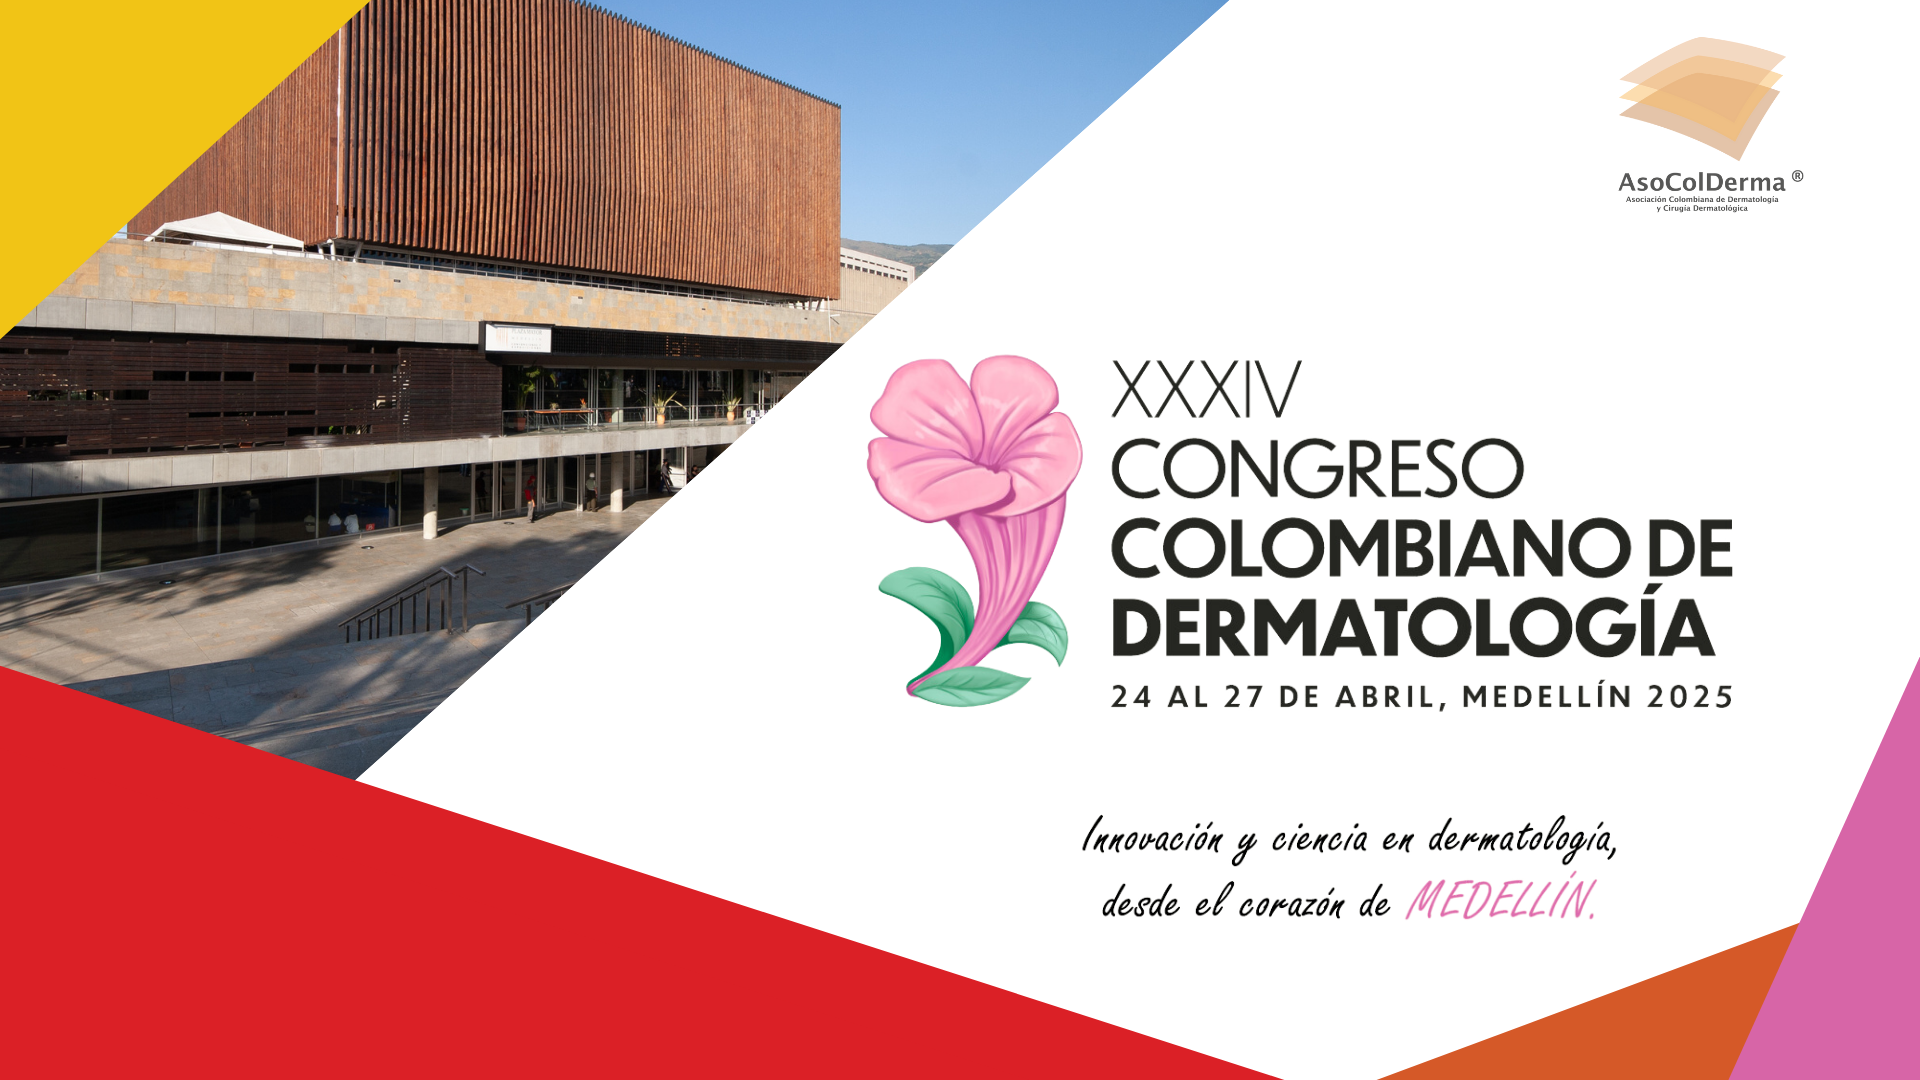 AsoColDerma ®
Asociación Colombiana de Dermatología
y Cirugía Dermatológica
XXXIV
CONGRESO
COLOMBIANO DE
DERMATOLOGÍA
24 AL 27 DE ABRIL, MEDELLÍN 2025
Innovación y ciencia en dermatología,
desde el corazón de MEDELLÍN.